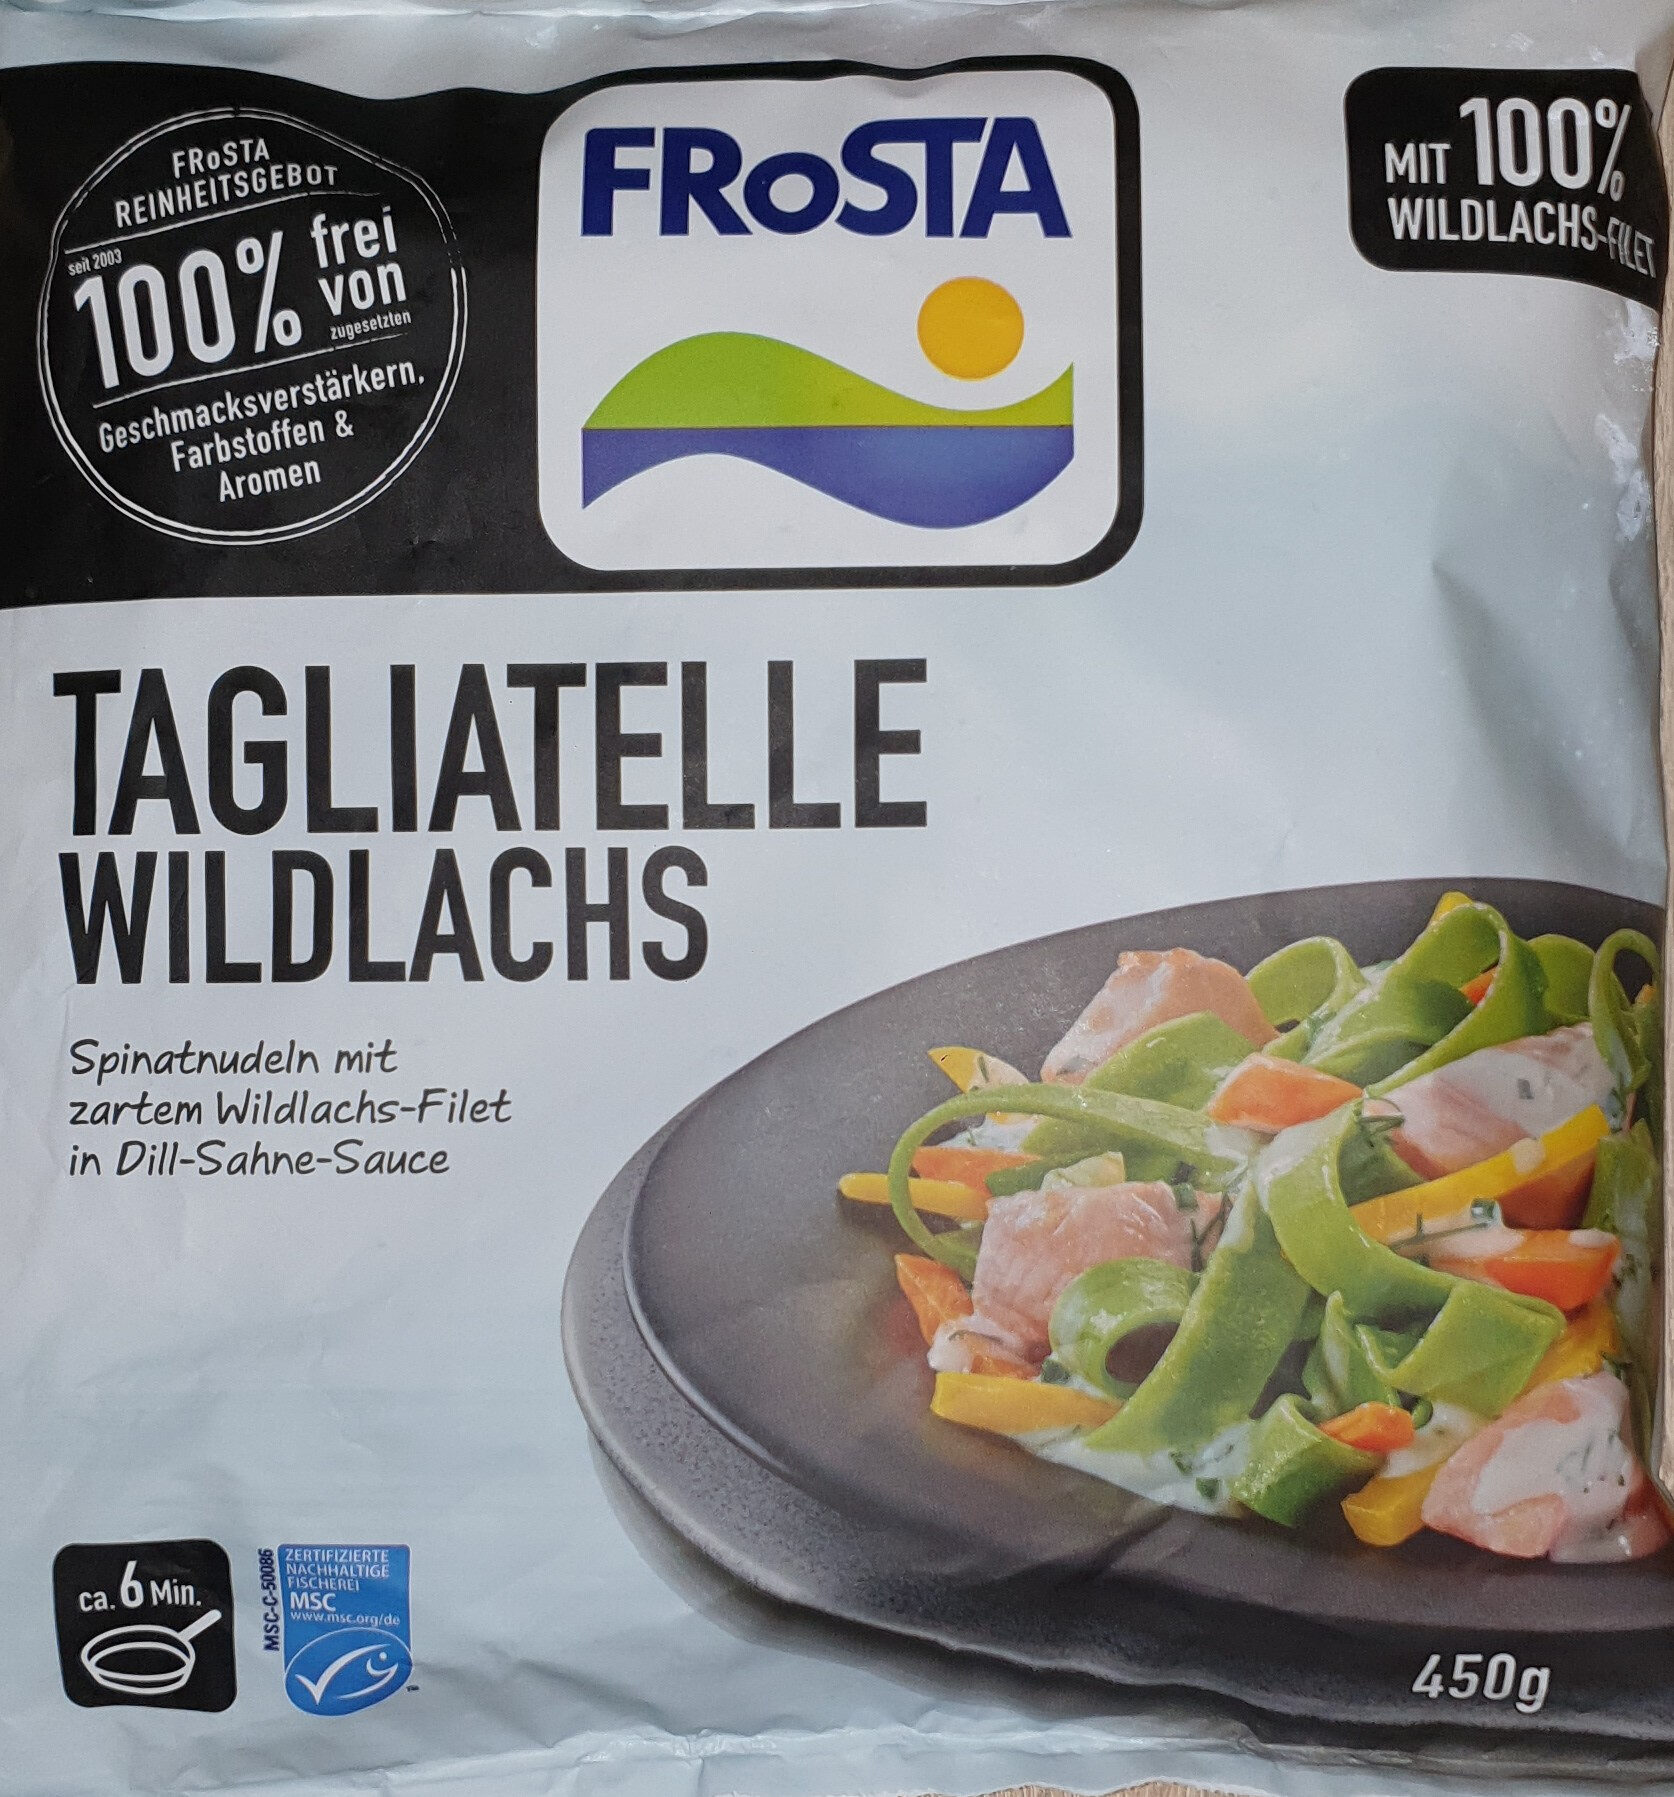 FRoSTA
REINHEITSGEBOT
seit 2003
100% frei von
zugesetzten
Geschmacksverstärkern,
Farbstoffen &
Aromen
FRoSTA
MIT 100%
WILDLACHS-FILET
TAGLIATELLE
WILDLACHS
Spinatnudeln mit
zartem Wildlachs-Filet
in Dill-Sahne-Sauce
ca. 6 Min.
MSC-C-50086
ZERTIFIZIERTE
NACHHALTIGE
FISCHEREI
MSC
www.msc.org/de
TM
450g